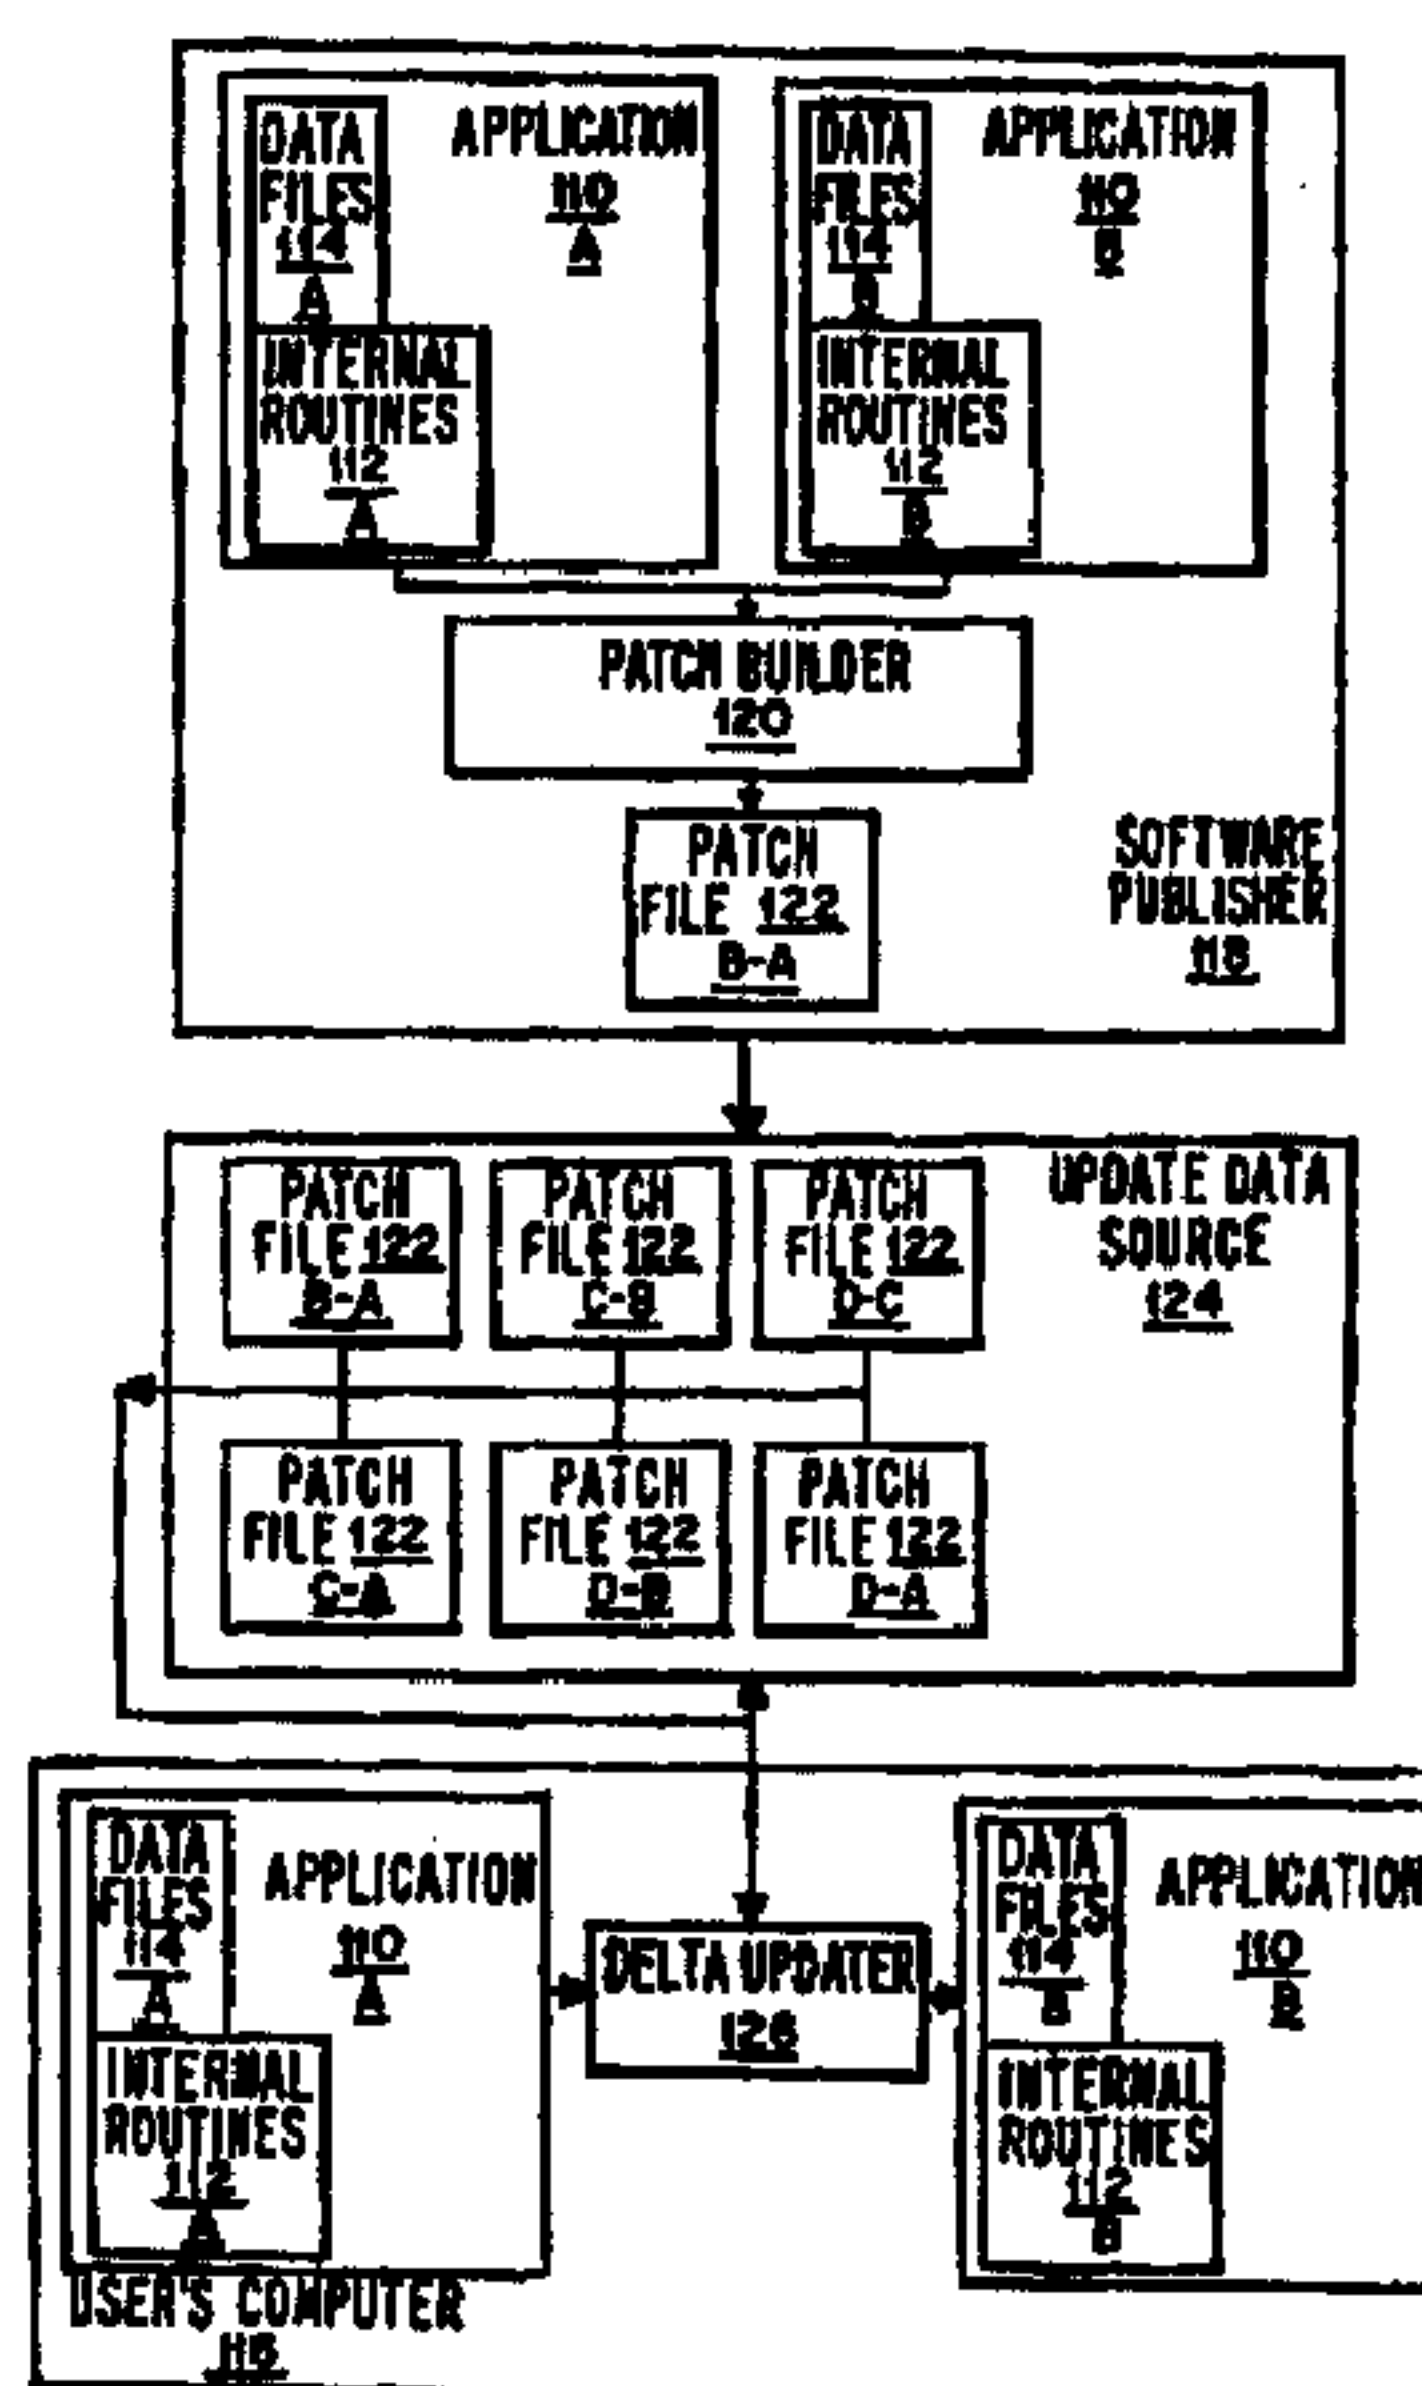 DATA
FILES
114
A
APPLICATION
110
A
INTERNAL
ROUTINES
112
A
DATA
FILES
114
B
APPLICATION
110
B
INTERNAL
ROUTINES
112
B
PATCH BUILDER
120
PATCH
FILE 122
B-A
SOFTWARE
PUBLISHER
118
PATCH
FILE 122
B-A
PATCH
FILE 122
C-B
PATCH
FILE 122
D-C
UPDATE DATA
SOURCE
124
PATCH
FILE 122
C-A
PATCH
FILE 122
D-B
PATCH
FILE 122
D-A
DATA
FILES
114
A
APPLICATION
110
A
INTERNAL
ROUTINES
112
A
DELTA UPDATER
126
DATA
FILES
114
B
APPLICATION
110
B
INTERNAL
ROUTINES
112
B
USER'S COMPUTER
116